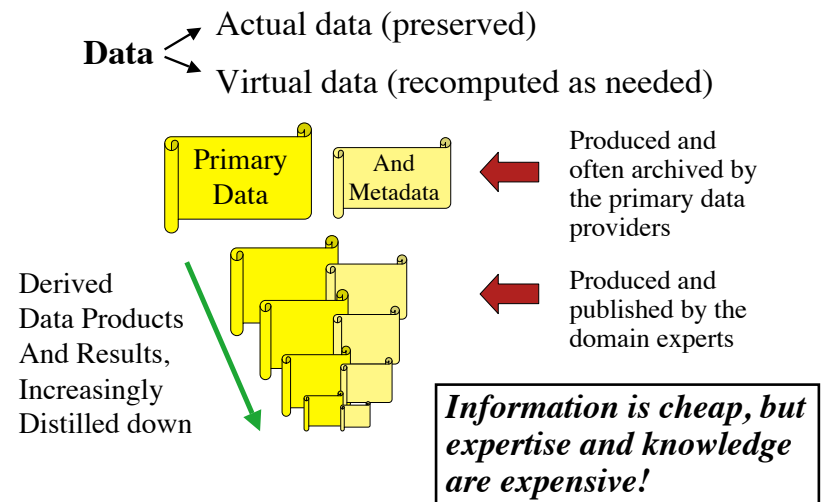 Data
Actual data (preserved)
Virtual data (recomputed as needed)
Primary
Data
And
Metadata
Produced and
often archived by
the primary data
providers
Derived
Data Products
And Results,
Increasingly
Distilled down
Produced and
published by the
domain experts
Information is cheap, but
expertise and knowledge
are expensive!